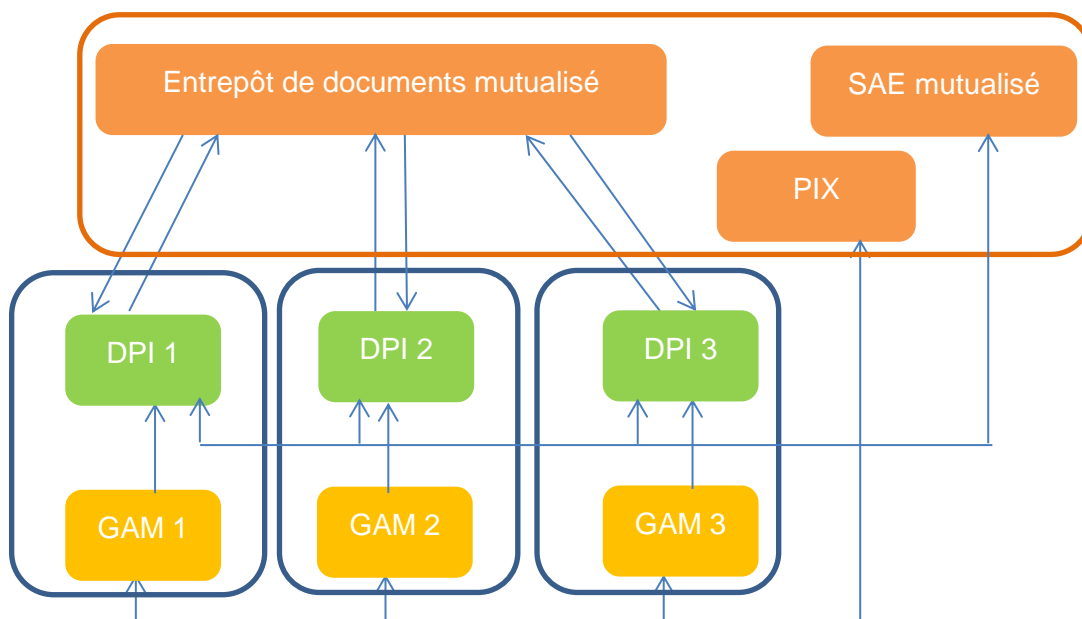 Entrepôt de documents mutualisé
SAE mutualisé
PIX
DPI 1
DPI 2
DPI 3
GAM 1
GAM 2
GAM 3